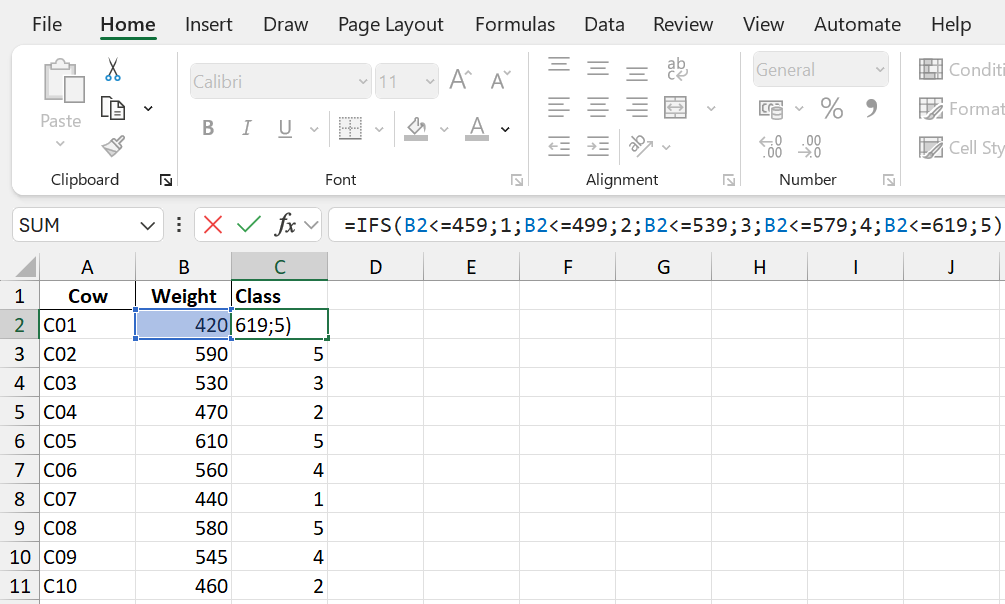 File Home Insert Draw Page Layout Formulas Data Review View Automate Help
Calibri 11 ab General Conditi
Paste B I U A % Format
.00 .00 Cell Sty
Clipboard Font Alignment Number
SUM fx =IFS(B2<=459;1;B2<=499;2;B2<=539;3;B2<=579;4;B2<=619;5)
A B C D E F G H I J
1 Cow Weight Class
2 C01 420 619;5)
3 C02 590 5
4 C03 530 3
5 C04 470 2
6 C05 610 5
7 C06 560 4
8 C07 440 1
9 C08 580 5
10 C09 545 4
11 C10 460 2